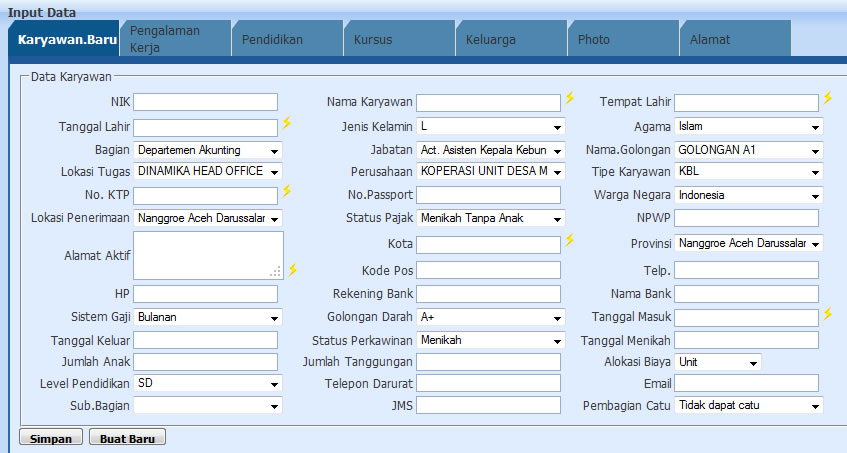 Input Data
Karyawan.Baru Pengalaman Kerja Pendidikan Kursus Keluarga Photo Alamat
Data Karyawan
NIK Nama Karyawan Tempat Lahir
Tanggal Lahir Jenis Kelamin L Agama Islam
Bagian Departemen Akunting Jabatan Act. Asisten Kepala Kebun Nama.Golongan GOLONGAN A1
Lokasi Tugas DINAMIKA HEAD OFFICE Perusahaan KOPERASI UNIT DESA M Tipe Karyawan KBL
No. KTP No.Passport Warga Negara Indonesia
Lokasi Penerimaan Nanggroe Aceh Darussalar Status Pajak Menikah Tanpa Anak NPWP
Alamat Aktif Kota Provinsi Nanggroe Aceh Darussalar
Kode Pos Telp.
HP Rekening Bank Nama Bank
Sistem Gaji Bulanan Golongan Darah A+ Tanggal Masuk
Tanggal Keluar Status Perkawinan Menikah Tanggal Menikah
Jumlah Anak Jumlah Tanggungan Alokasi Biaya Unit
Level Pendidikan SD Telepon Darurat Email
Sub.Bagian JMS Pembagian Catu Tidak dapat catu
Simpan Buat Baru